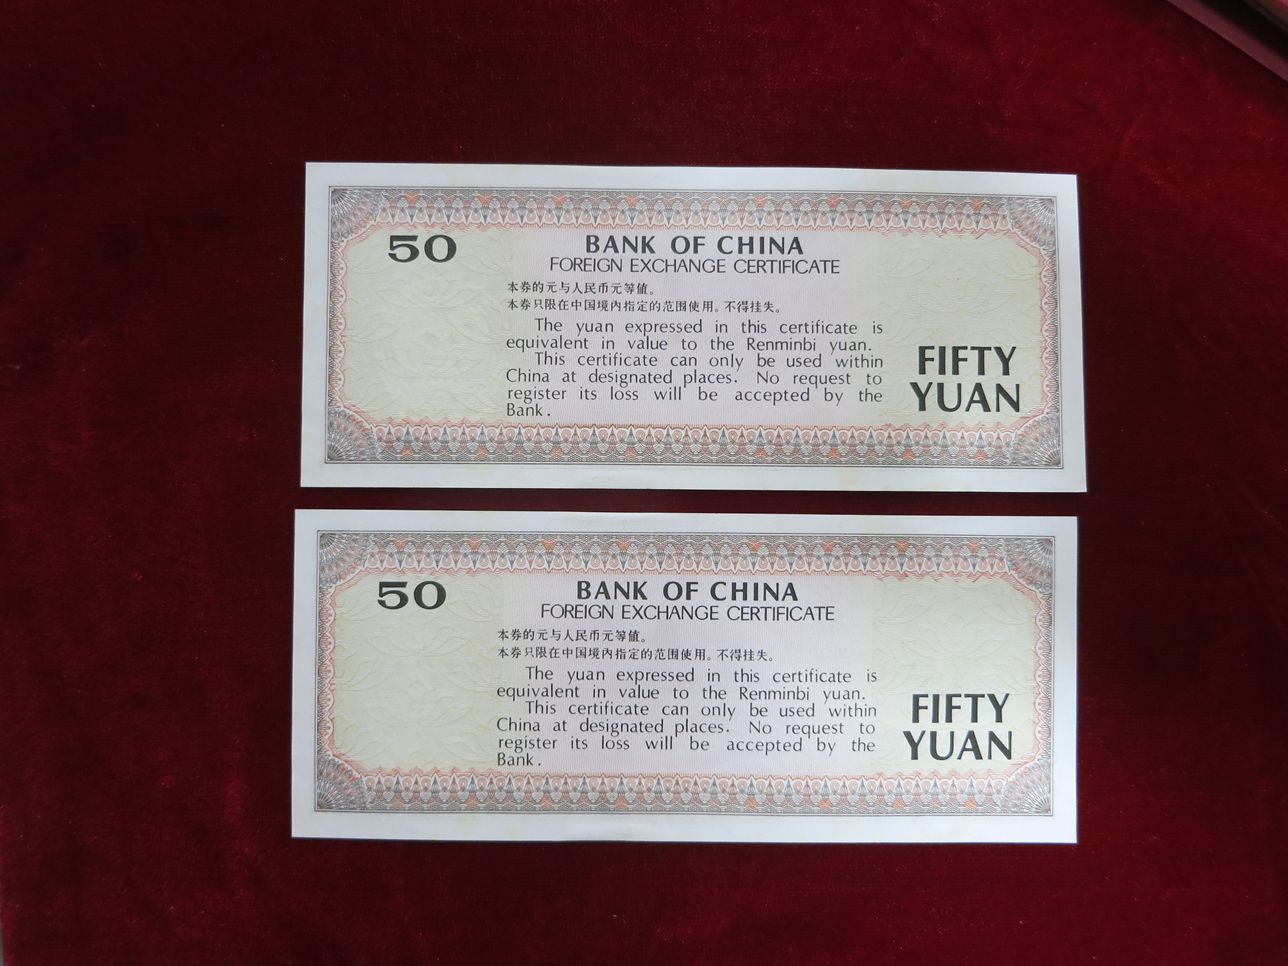 50
BANK OF CHINA
FOREIGN EXCHANGE CERTIFICATE
本券的元与人民币元等值。
本券只限在中国境内指定的范围使用。不得挂失。
The yuan expressed in this certificate is
equivalent in value to the Renminbi yuan.
This certificate can only be used within
China at designated places. No request to
register its loss will be accepted by the
Bank.
FIFTY
YUAN
50
BANK OF CHINA
FOREIGN EXCHANGE CERTIFICATE
本券的元与人民币元等值。
本券只限在中国境内指定的范围使用。不得挂失。
The yuan expressed in this certificate is
equivalent in value to the Renminbi yuan.
This certificate can only be used within
China at designated places. No request to
register its loss will be accepted by the
Bank.
FIFTY
YUAN